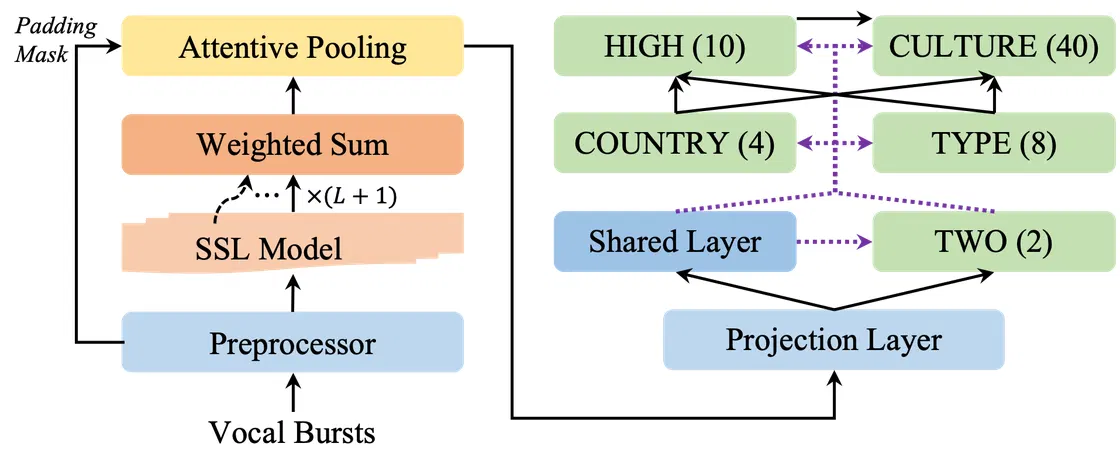 Padding
Mask
Attentive Pooling
Weighted Sum
... ×(L + 1)
SSL Model
Preprocessor
Vocal Bursts
HIGH (10)
CULTURE (40)
COUNTRY (4)
TYPE (8)
Shared Layer
TWO (2)
Projection Layer